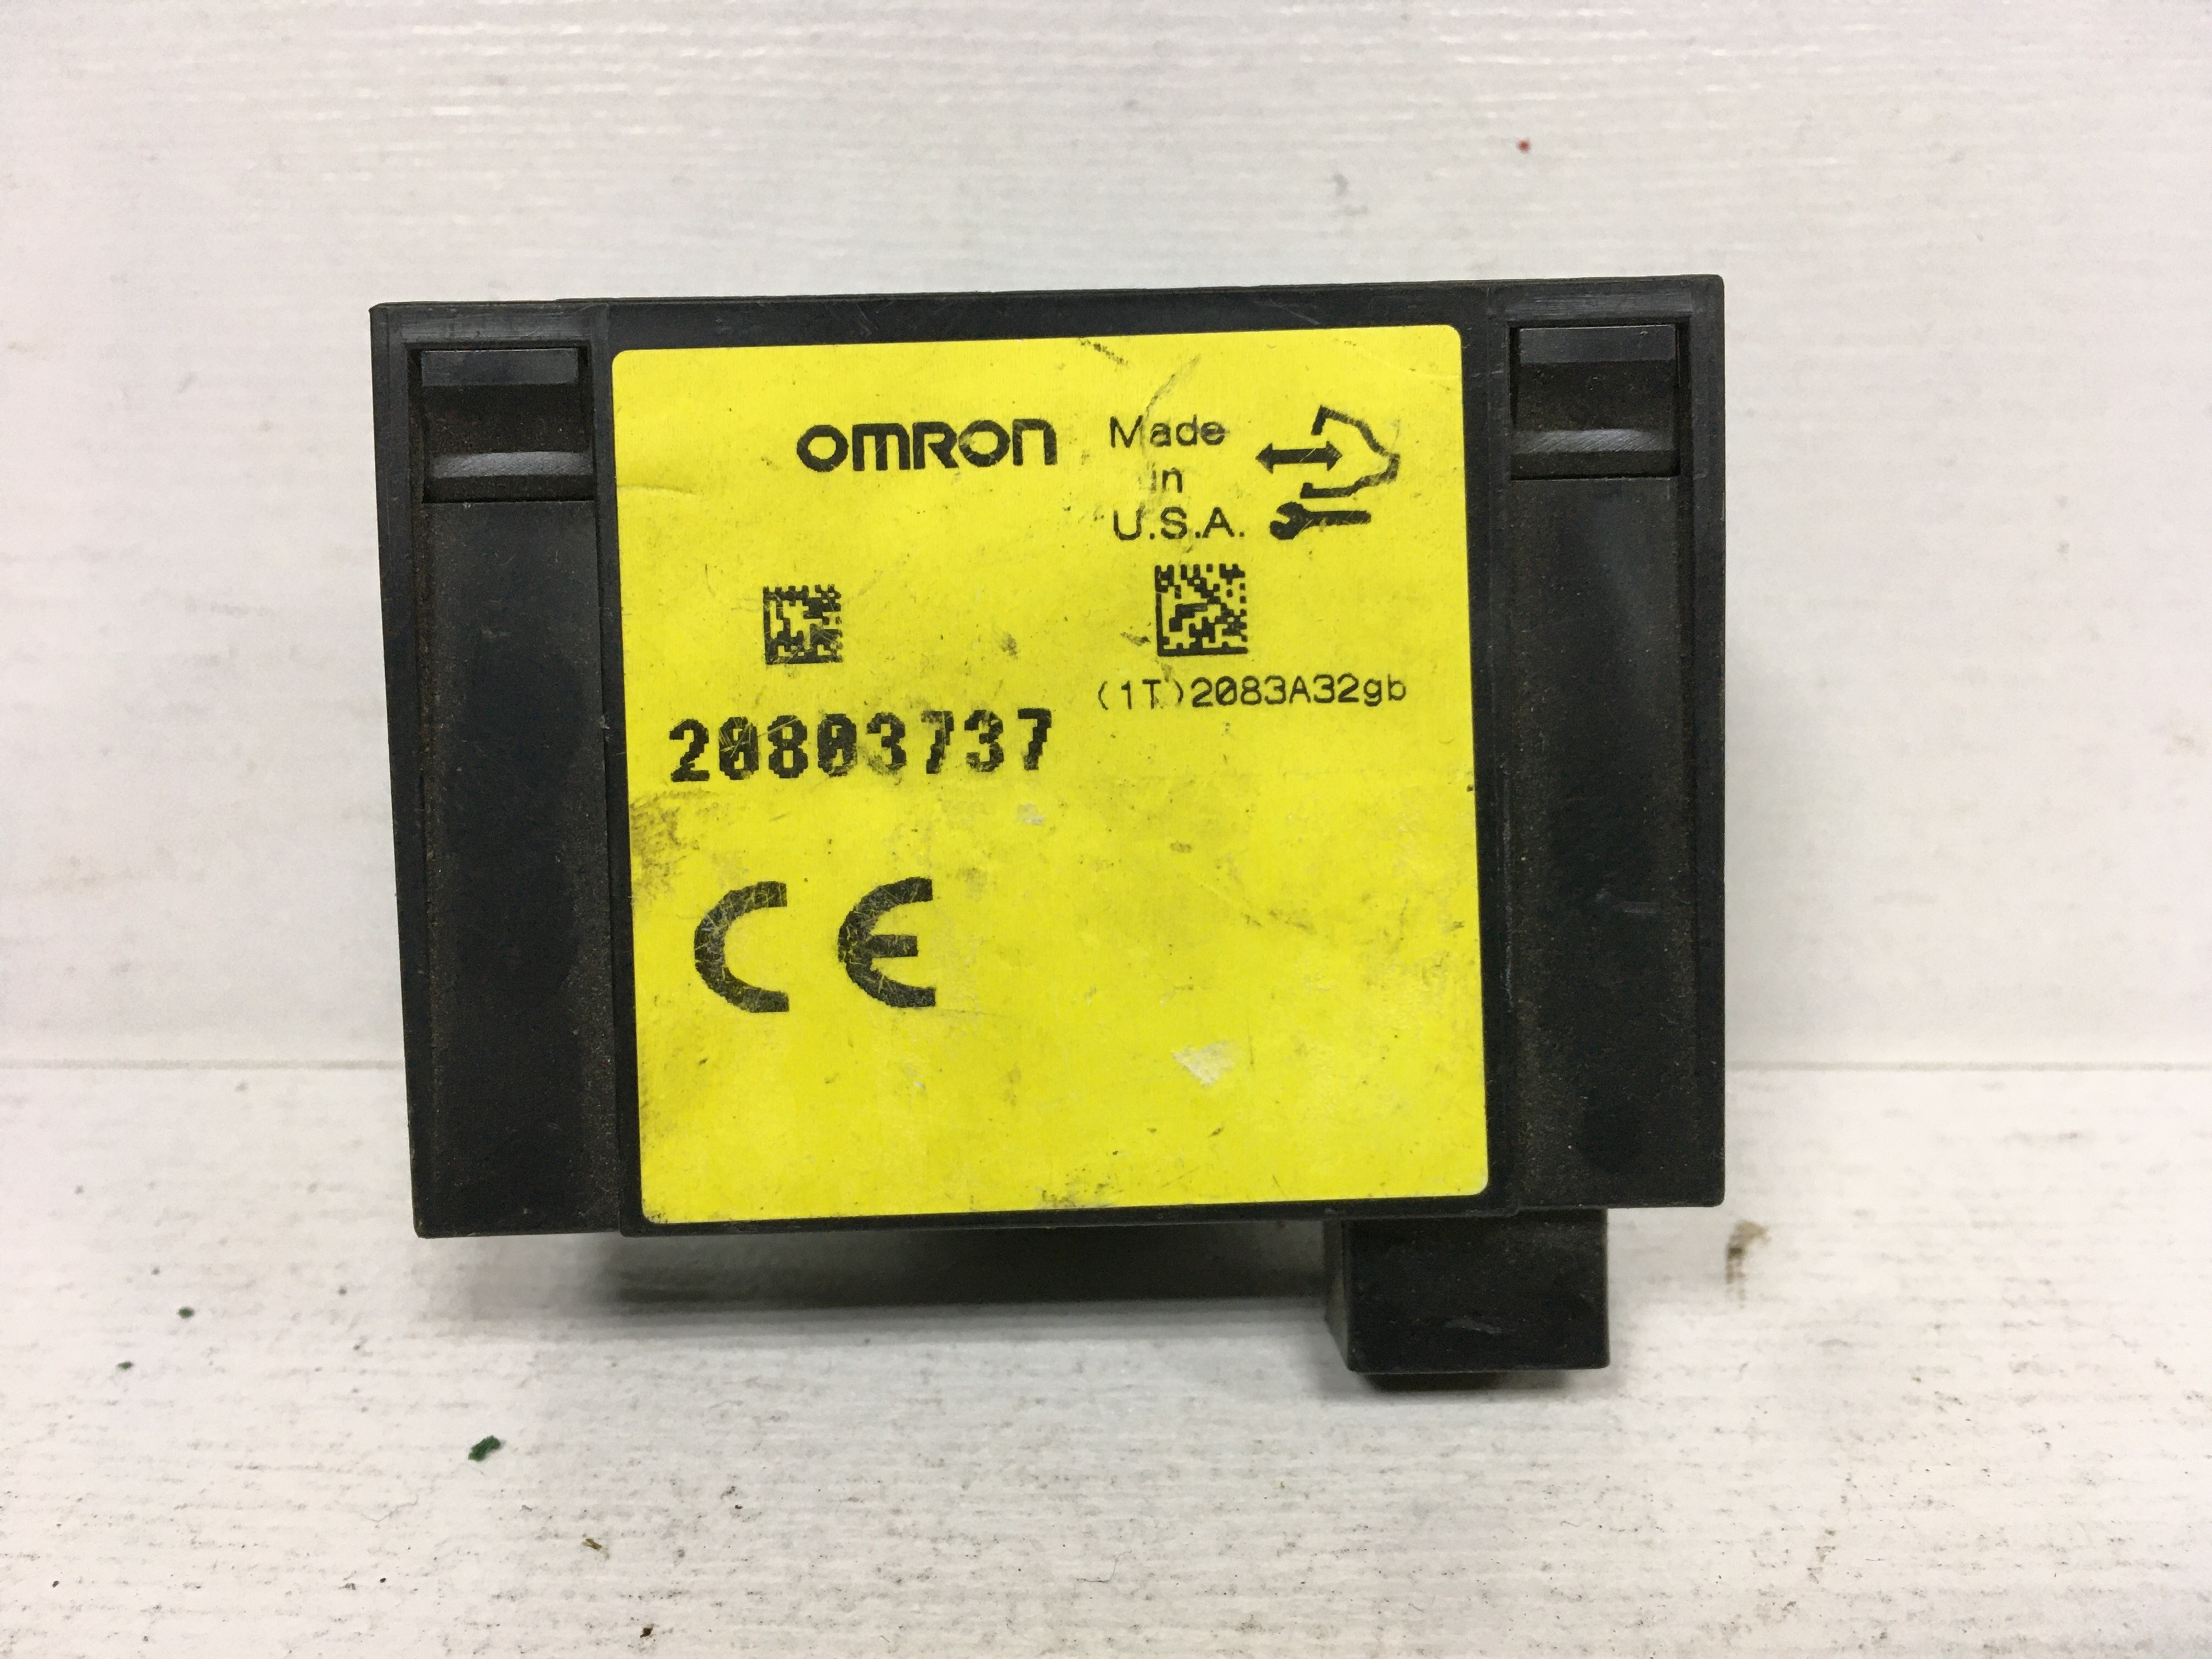 OMRON
Made
in
U.S.A.
(1T)2083A32gb
20803737
CE